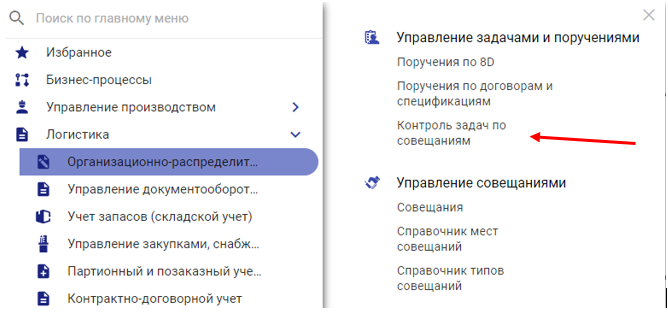 Поиск по главному меню
Избранное
Бизнес-процессы
Управление производством
Логистика
Организационно-распределит...
Управление документооборот...
Учет запасов (складской учет)
Управление закупками, снабж...
Партионный и позаказный уче...
Контрактно-договорной учет
Управление задачами и поручениями
Поручения по 8D
Поручения по договорам и
спецификациям
Контроль задач по
совещаниям
Управление совещаниями
Совещания
Справочник мест
совещаний
Справочник типов
совещаний